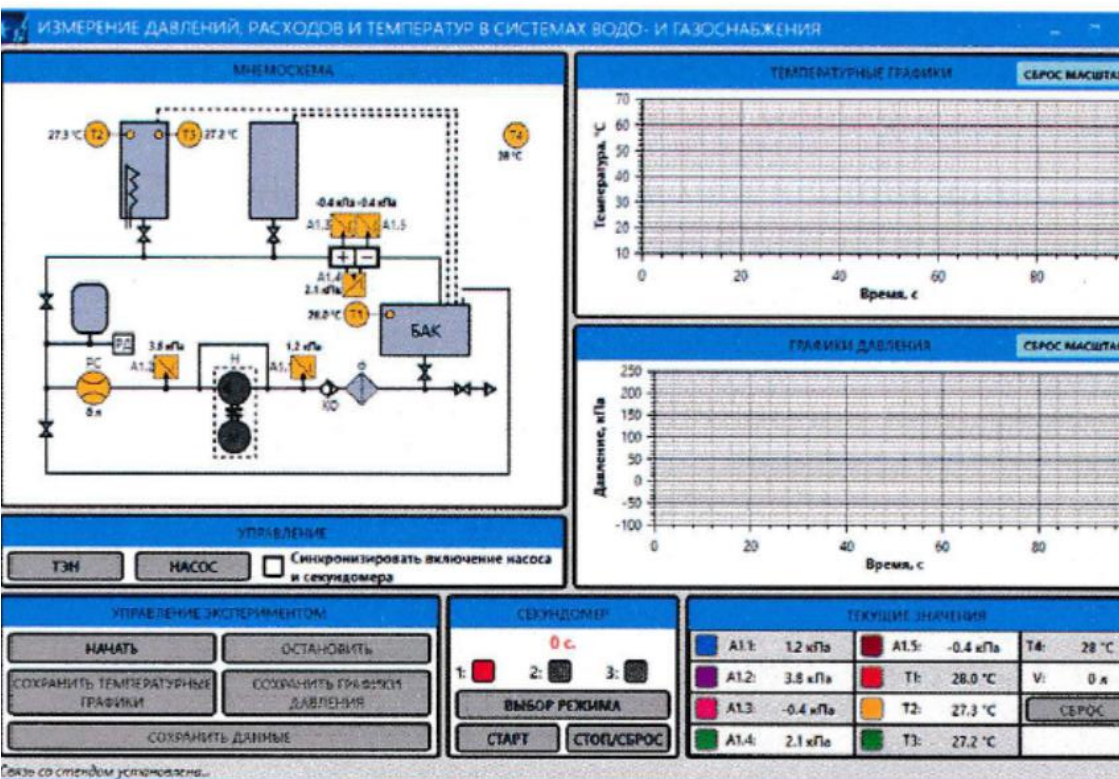 ИЗМЕРЕНИЕ ДАВЛЕНИЙ, РАСХОДОВ И ТЕМПЕРАТУР В СИСТЕМАХ ВОДО- И ГАЗОСНАБЖЕНИЯ
МНЕМОСХЕМА
27.3 °C T2 T3 27.2 °C
T4
28 °C
-0.4 кПа -0.4 кПа
A1.3 A1.5
+ -
A1.4
2.1 кПа
28.0 °C T1
БАК
РД
3.8 кПа H 1.2 кПа
РС A1.2 A1.1 Ф
КО
0 л
ТЕМПЕРАТУРНЫЕ ГРАФИКИ СБРОС МАСШТАБ
Температура, °C
70
60
50
40
30
20
10
0 20 40 60 80
Время, с
ГРАФИКИ ДАВЛЕНИЯ СБРОС МАСШТАБ
Давление, кПа
250
200
150
100
50
0
-50
-100
0 20 40 60 80
Время, с
УПРАВЛЕНИЕ
ТЭН НАСОС Синхронизировать включение насоса
и секундомера
УПРАВЛЕНИЕ ЭКСПЕРИМЕНТОМ
НАЧАТЬ ОСТАНОВИТЬ
СОХРАНИТЬ ТЕМПЕРАТУРНЫЕ
ГРАФИКИ
СОХРАНИТЬ ГРАФИКИ
ДАВЛЕНИЯ
СОХРАНИТЬ ДАННЫЕ
СЕКУНДОМЕР
0 с.
1: 2: 3:
ВЫБОР РЕЖИМА
СТАРТ СТОП/СБРОС
ТЕКУЩИЕ ЗНАЧЕНИЯ
A1.1: 1.2 кПа A1.5: -0.4 кПа T4: 28 °C
A1.2: 3.8 кПа T1: 28.0 °C V: 0 л
A1.3: -0.4 кПа T2: 27.3 °C СБРОС
A1.4: 2.1 кПа T3: 27.2 °C
Связь со стендом установлена...